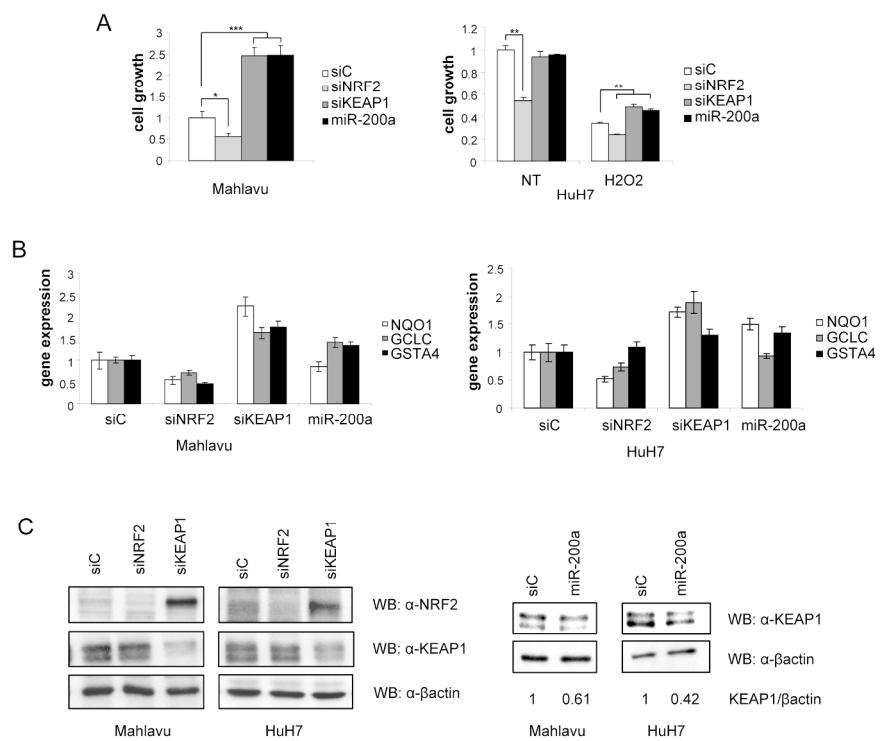 A
cell growth
3
2.5
2
1.5
1
0.5
0
***
*
siC
siNRF2
siKEAP1
miR-200a
Mahlavu
cell growth
1.2
1
0.8
0.6
0.4
0.2
0
**
**
siC
siNRF2
siKEAP1
miR-200a
NT H2O2
HuH7
B
gene expression
3
2.5
2
1.5
1
0.5
0
siC siNRF2 siKEAP1 miR-200a
Mahlavu
NQO1
GCLC
GSTA4
gene expression
2.5
2
1.5
1
0.5
0
siC siNRF2 siKEAP1 miR-200a
HuH7
NQO1
GCLC
GSTA4
C
siC siNRF2 siKEAP1 siC siNRF2 siKEAP1
WB: α-NRF2
WB: α-KEAP1
WB: α-βactin
Mahlavu HuH7
siC miR-200a siC miR-200a
WB: α-KEAP1
WB: α-βactin
1 0.61 1 0.42 KEAP1/βactin
Mahlavu HuH7